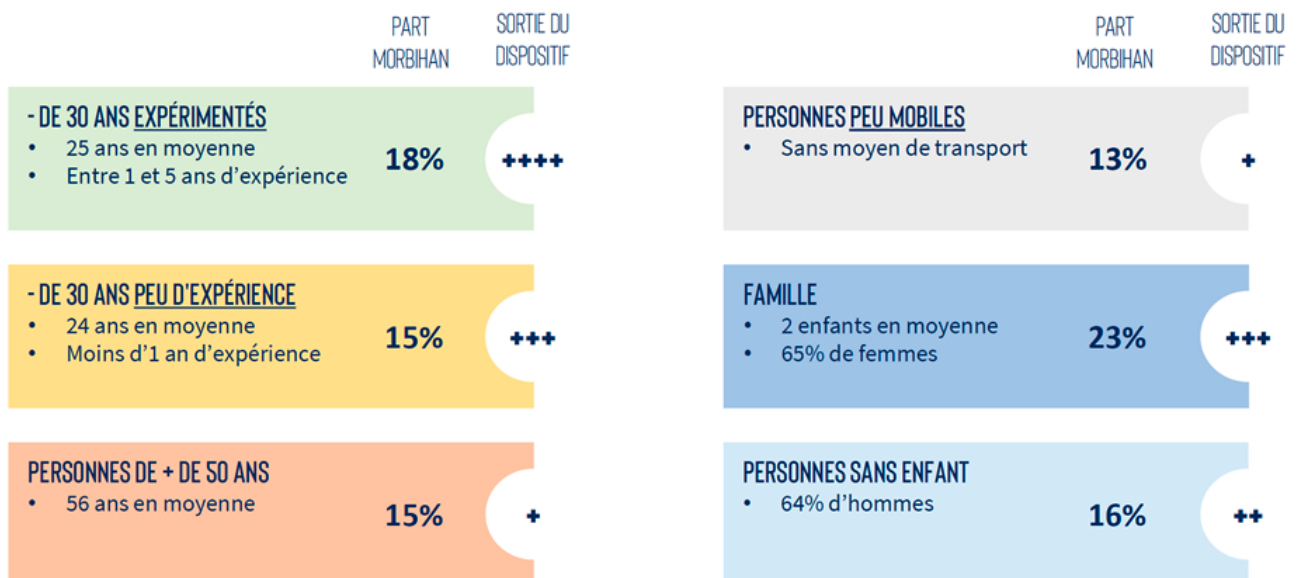 PART
MORBIHAN
SORTIE DU
DISPOSITIF
- DE 30 ANS EXPÉRIMENTÉS
• 25 ans en moyenne
• Entre 1 et 5 ans d'expérience
18%
++++
- DE 30 ANS PEU D'EXPÉRIENCE
• 24 ans en moyenne
• Moins d'1 an d'expérience
15%
+++
PERSONNES DE + DE 50 ANS
• 56 ans en moyenne
15%
+
PART
MORBIHAN
SORTIE DU
DISPOSITIF
PERSONNES PEU MOBILES
• Sans moyen de transport
13%
+
FAMILLE
• 2 enfants en moyenne
• 65% de femmes
23%
+++
PERSONNES SANS ENFANT
• 64% d'hommes
16%
++